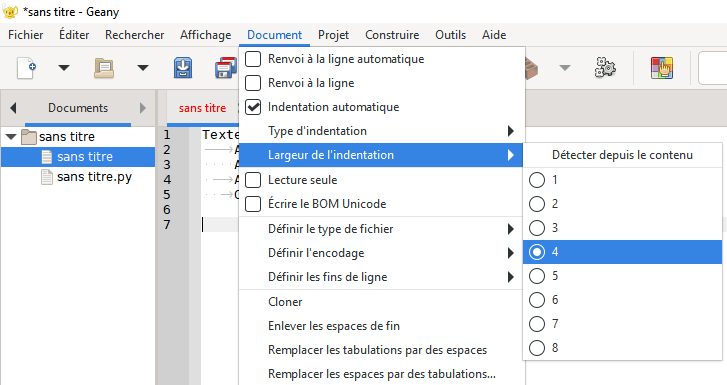 *sans titre - Geany
Fichier Éditer Rechercher Affichage Document Projet Construire Outils Aide
Documents
sans titre
sans titre
sans titre.py
sans titre
1 Texte
2 A
3 A
4 A
5
6
7
Renvoi à la ligne automatique
Renvoi à la ligne
Indentation automatique
Type d'indentation
Largeur de l'indentation
Lecture seule
Écrire le BOM Unicode
Définir le type de fichier
Définir l'encodage
Définir les fins de ligne
Cloner
Enlever les espaces de fin
Remplacer les tabulations par des espaces
Remplacer les espaces par des tabulations...
Détecter depuis le contenu
1
2
3
4
5
6
7
8